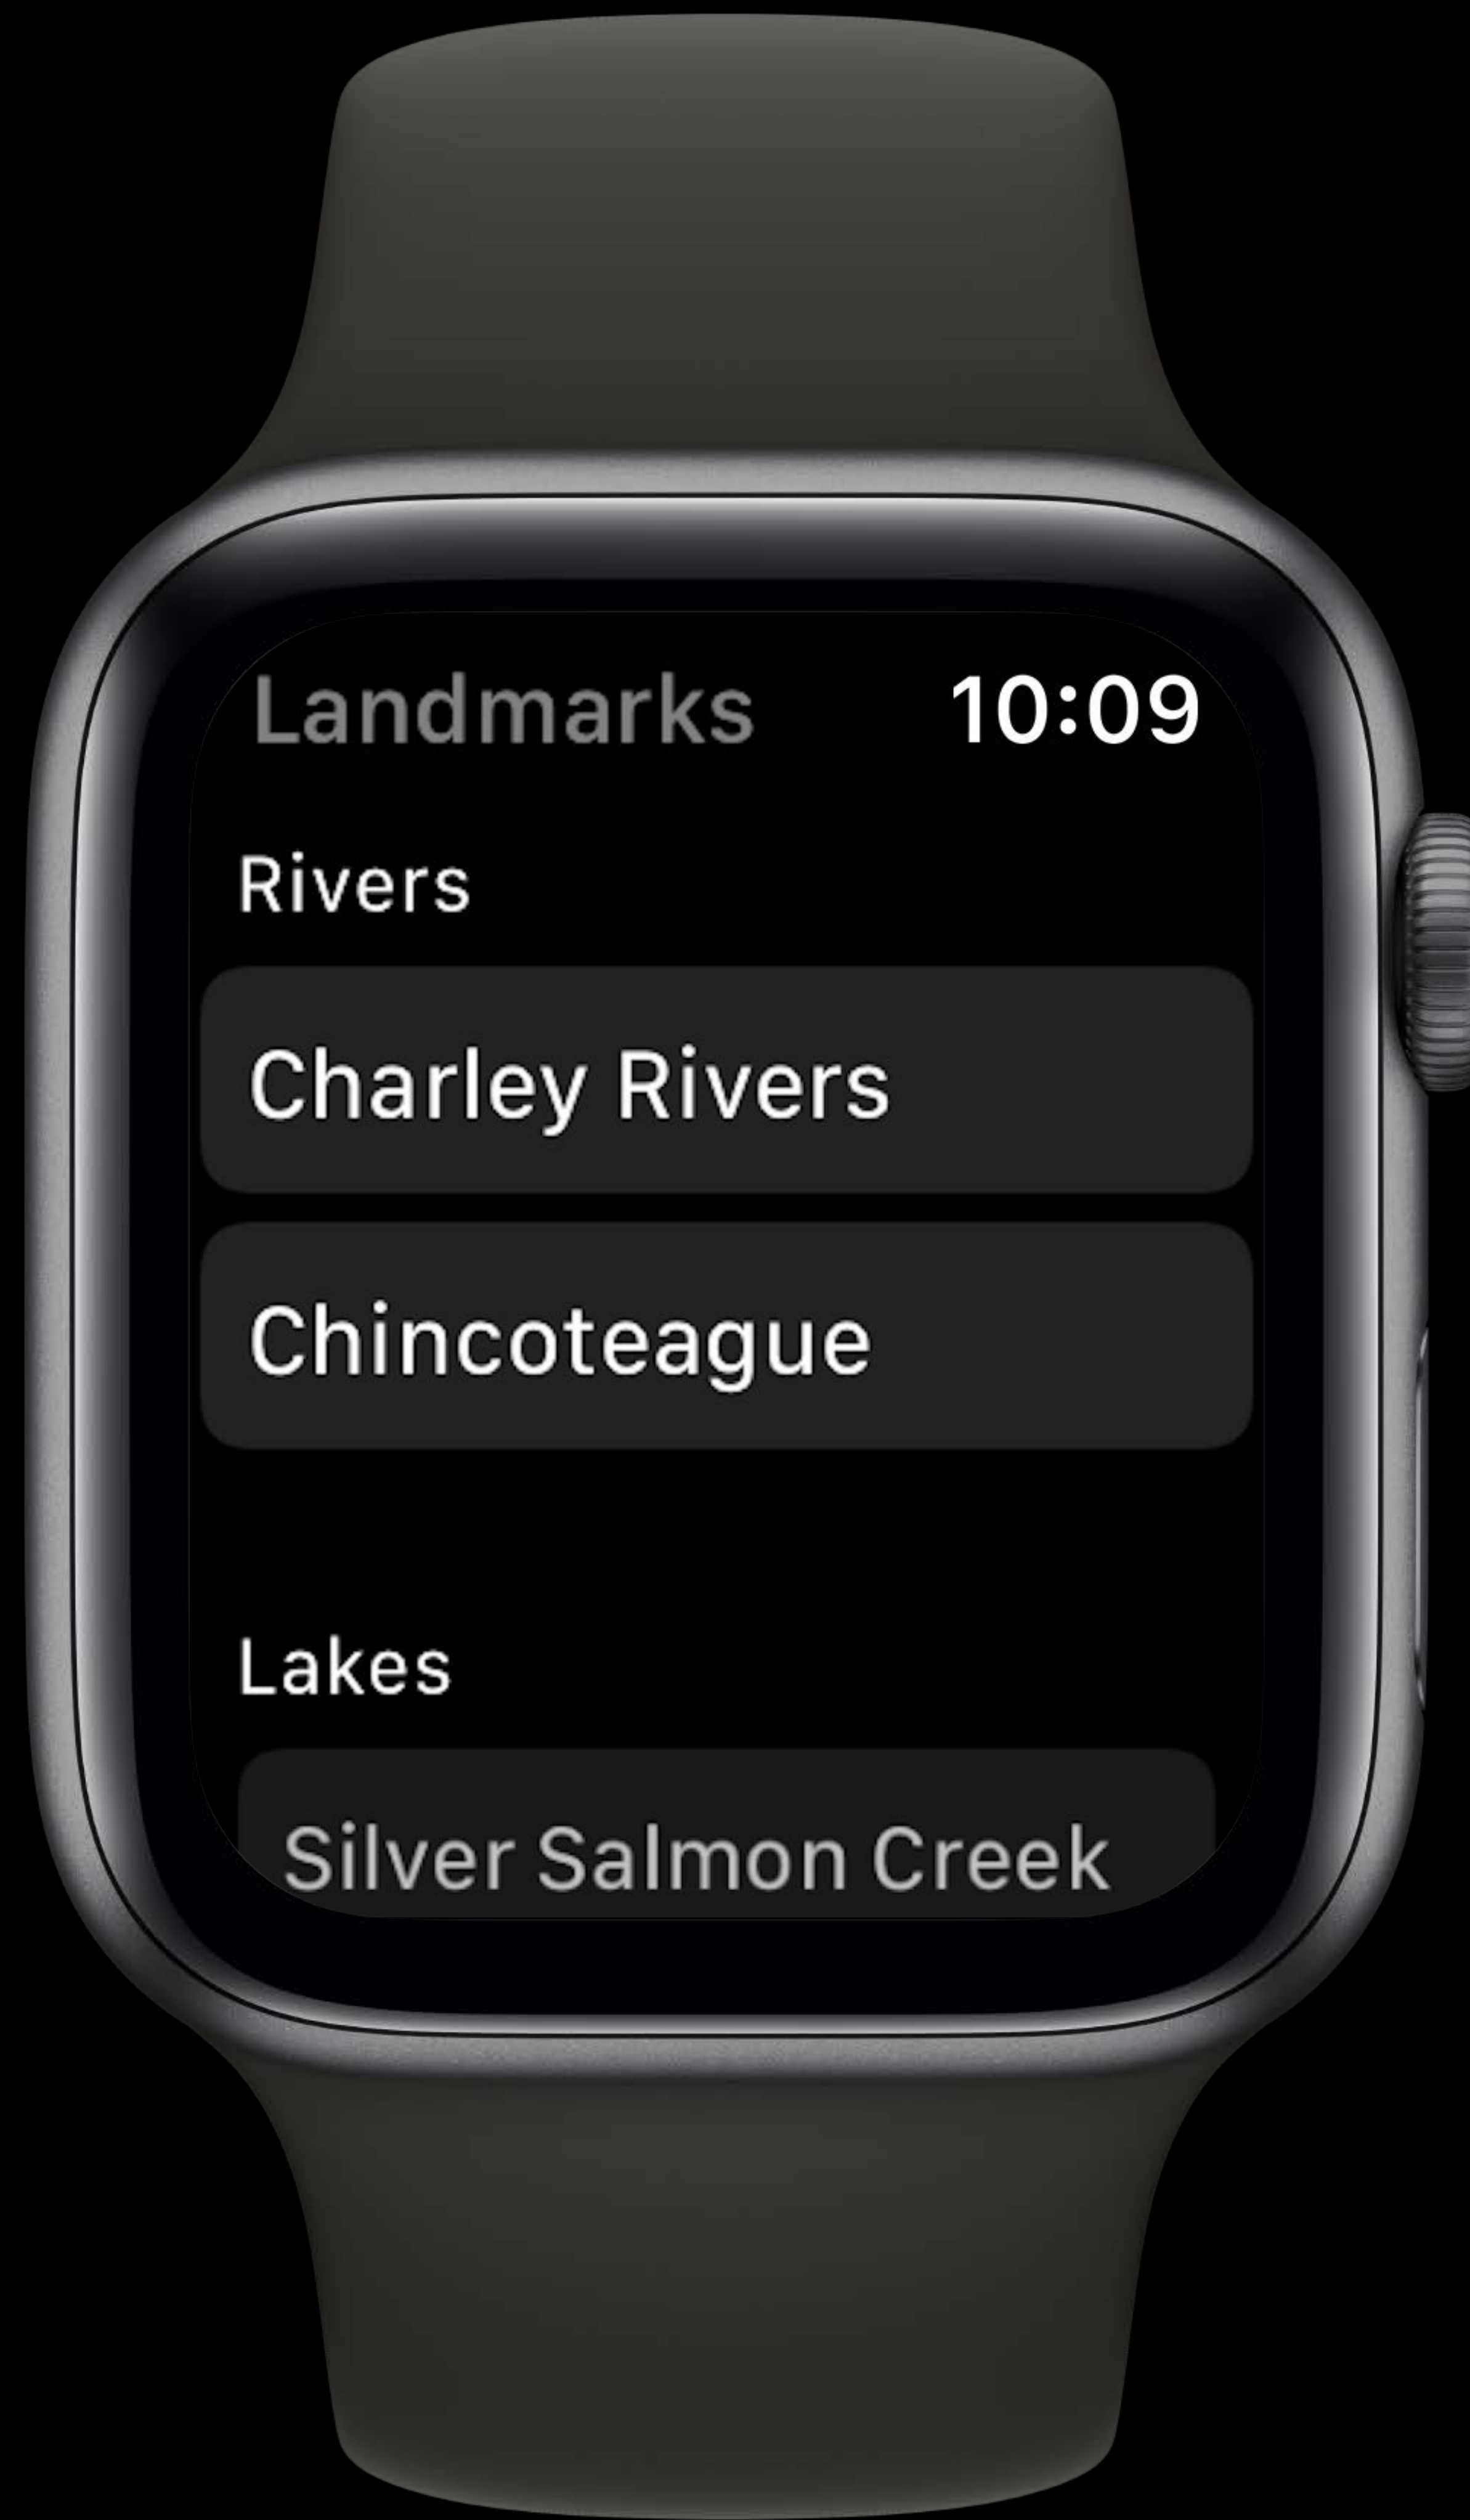 Landmarks 10:09
Rivers
Charley Rivers
Chincoteague
Lakes
Silver Salmon Creek